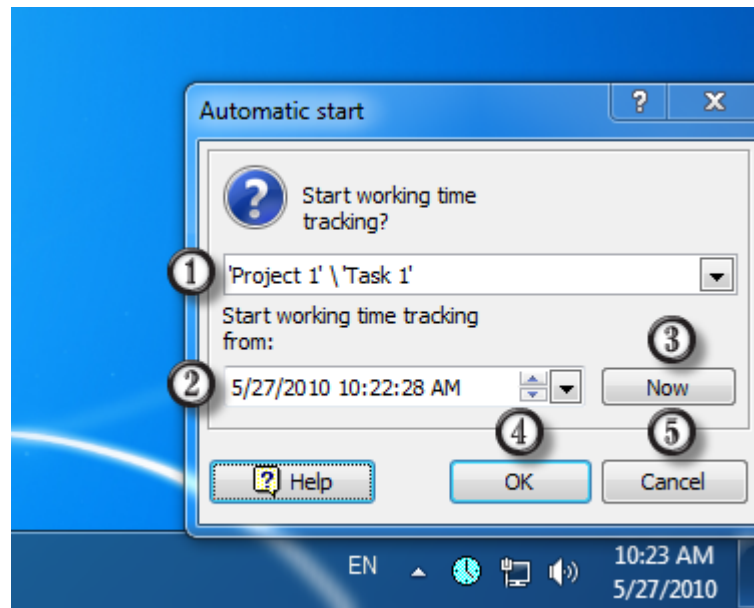 Automatic start
?
X
Start working time
tracking?
1
'Project 1' \ 'Task 1'
Start working time tracking
from:
3
2
5/27/2010 10:22:28 AM
Now
4
5
Help
OK
Cancel
EN
10:23 AM
5/27/2010